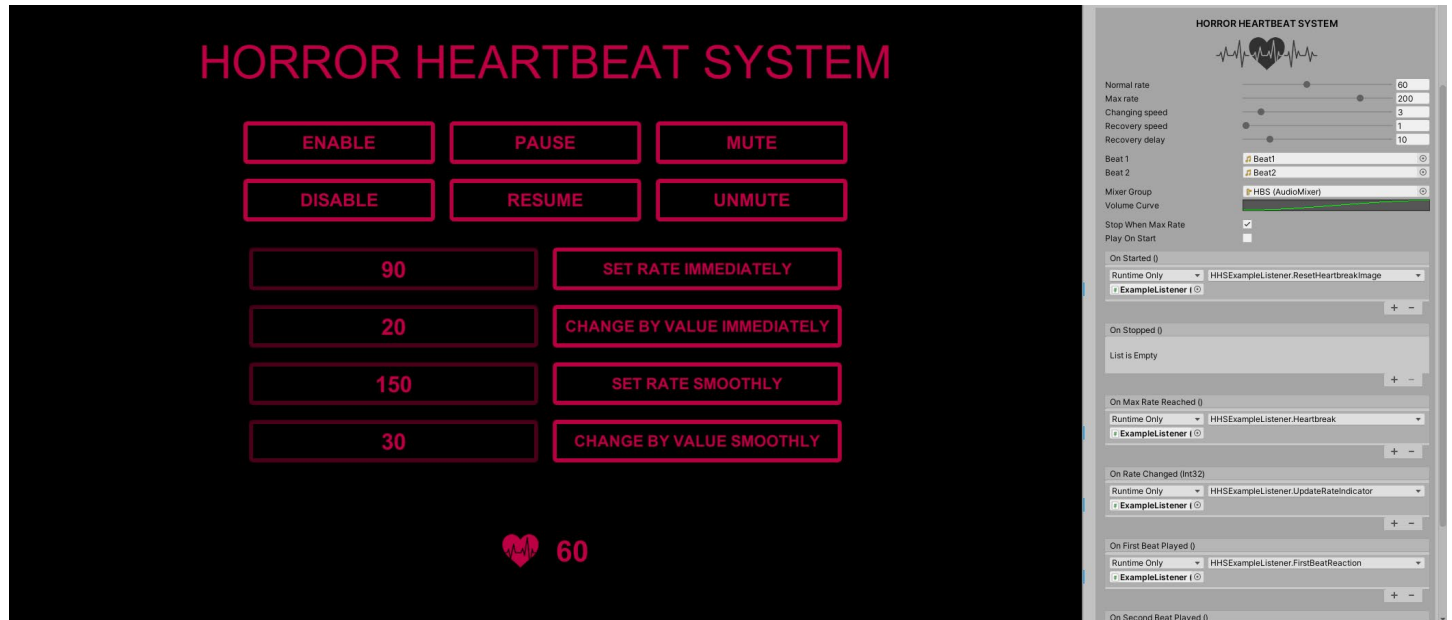 HORROR HEARTBEAT SYSTEM
ENABLE
PAUSE
MUTE
DISABLE
RESUME
UNMUTE
90
SET RATE IMMEDIATELY
20
CHANGE BY VALUE IMMEDIATELY
150
SET RATE SMOOTHLY
30
CHANGE BY VALUE SMOOTHLY
60
HORROR HEARTBEAT SYSTEM
Normal rate 60
Max rate 200
Changing speed 3
Recovery speed 1
Recovery delay 10
Beat 1 Beat1
Beat 2 Beat2
Mixer Group HBS (AudioMixer)
Volume Curve
Stop When Max Rate
Play On Start
On Started ()
Runtime Only HHSExampleListener.ResetHeartbreakImage
ExampleListener (
On Stopped ()
List is Empty
On Max Rate Reached ()
Runtime Only HHSExampleListener.Heartbreak
ExampleListener (
On Rate Changed (Int32)
Runtime Only HHSExampleListener.UpdateRateIndicator
ExampleListener (
On First Beat Played ()
Runtime Only HHSExampleListener.FirstBeatReaction
ExampleListener (
On Second Beat Played ()